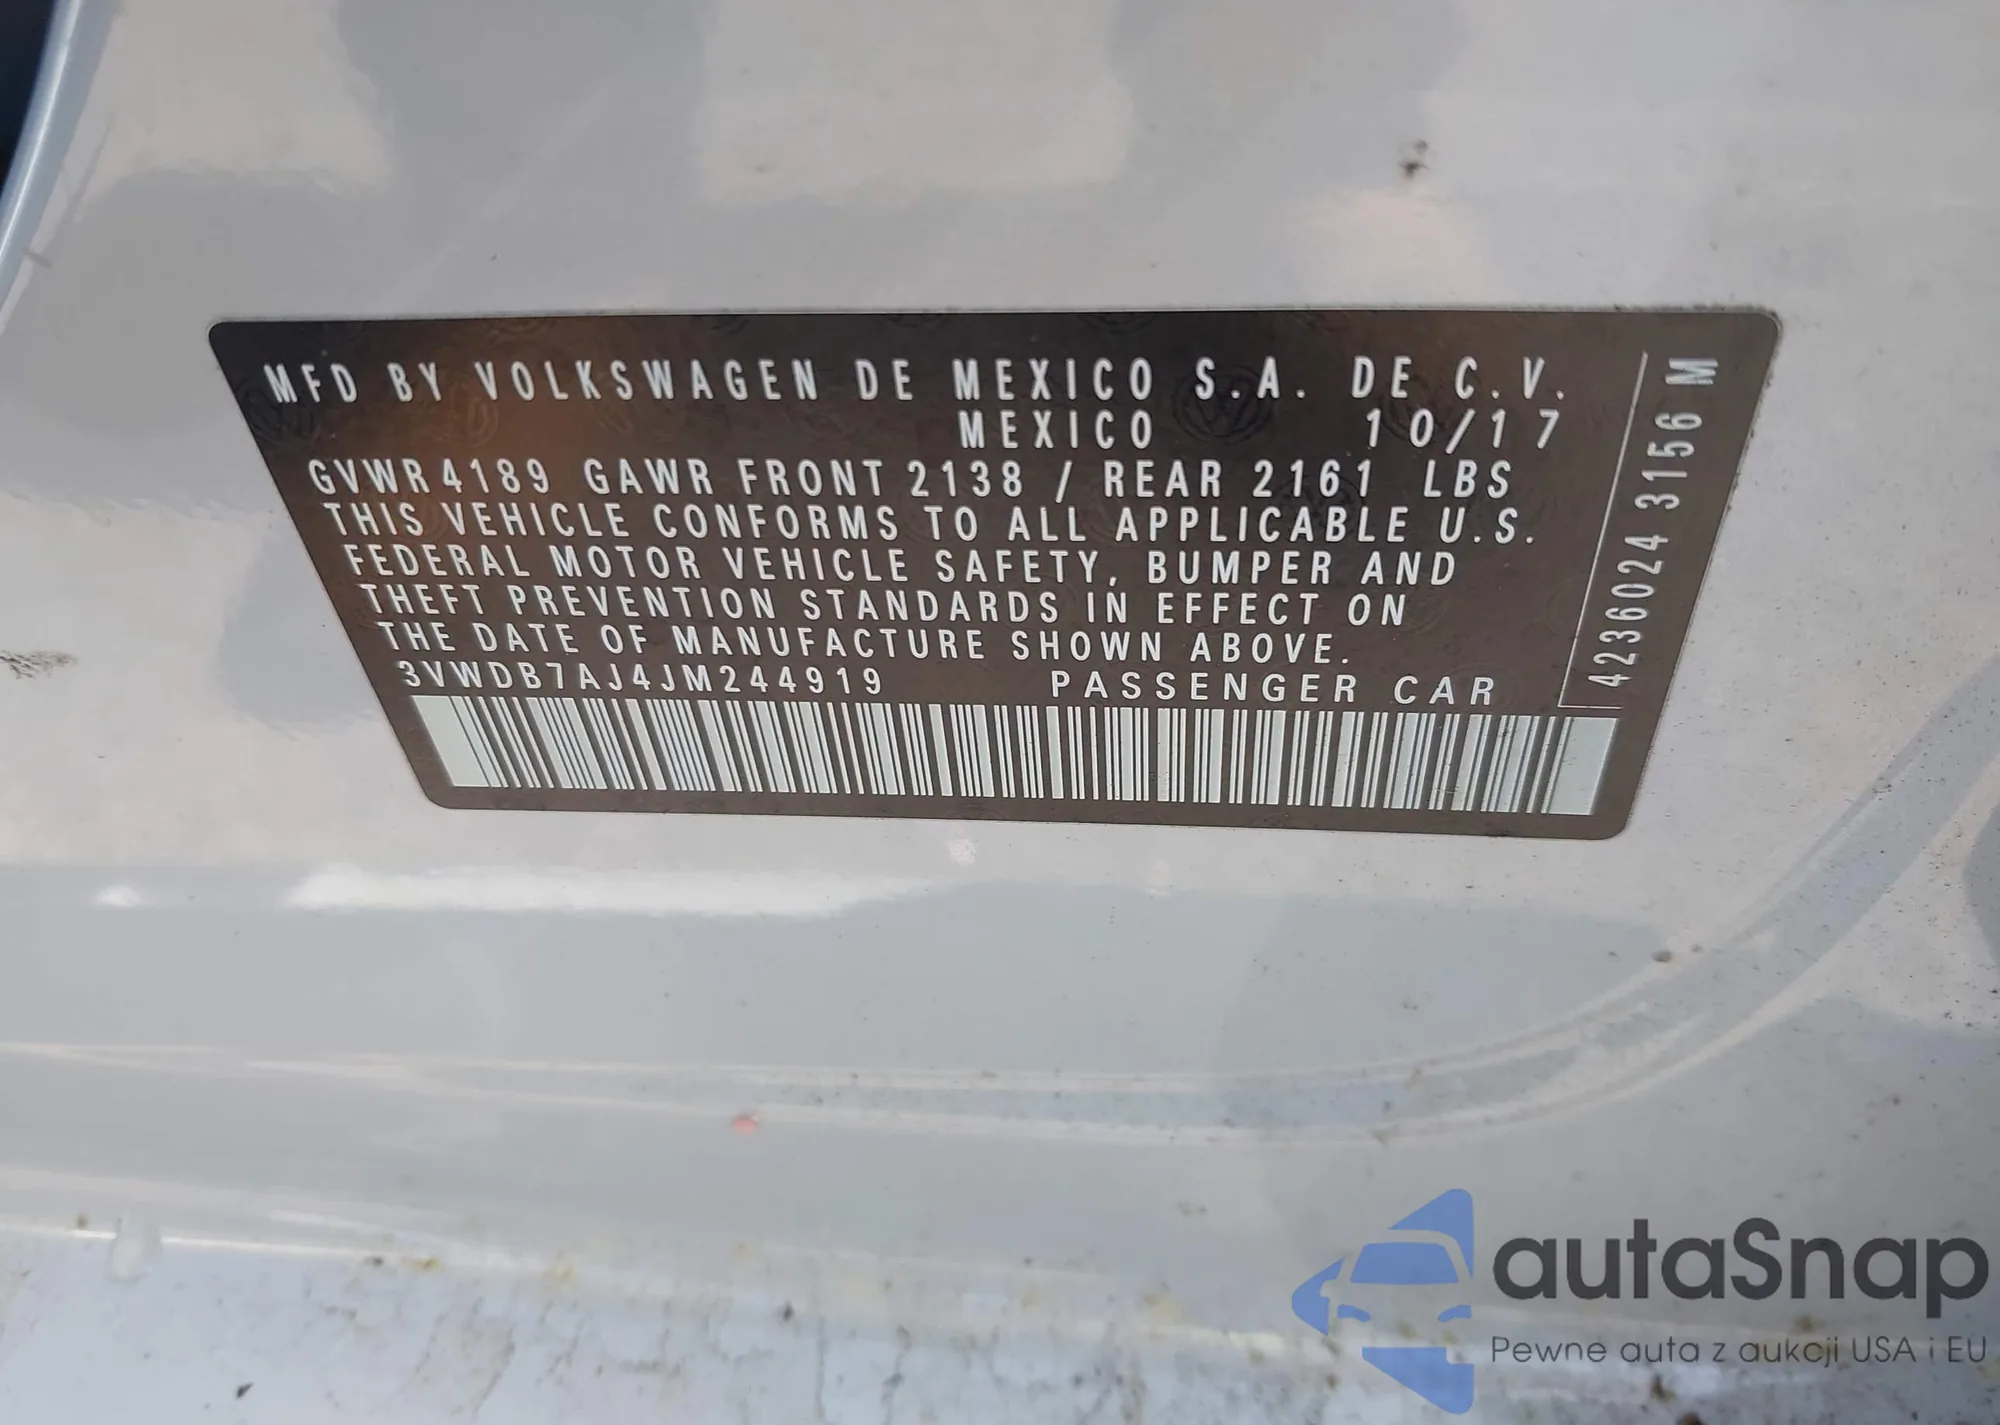 MFD BY VOLKSWAGEN DE MEXICO S.A. DE C.V.
MEXICO 10/17
GVWR 4189 GAWR FRONT 2138 / REAR 2161 LBS
THIS VEHICLE CONFORMS TO ALL APPLICABLE U.S.
FEDERAL MOTOR VEHICLE SAFETY, BUMPER AND
THEFT PREVENTION STANDARDS IN EFFECT ON
THE DATE OF MANUFACTURE SHOWN ABOVE.
3VWDB7AJ4JM244919 PASSENGER CAR
4236024 3156 M
autaSnap
Pewne auta z aukcji USA i EU